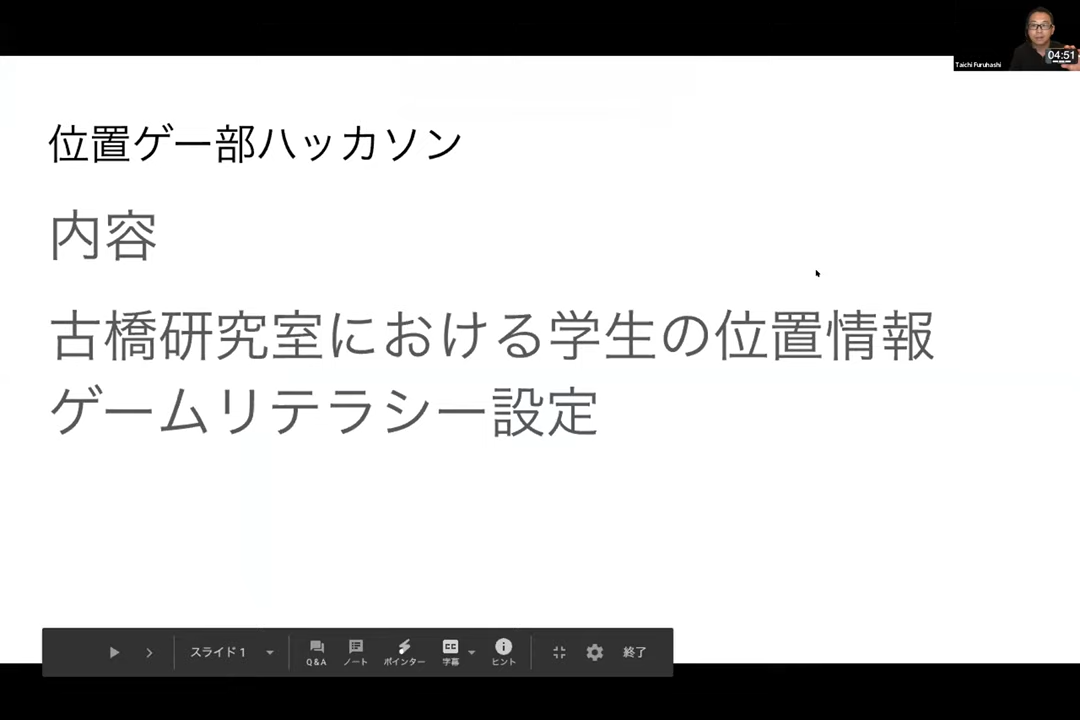 04:51
Taichi Furuhashi
位置ゲー部ハッカソン
内容
古橋研究室における学生の位置情報
ゲームリテラシー設定
スライド 1
Q&A
ノート
ポインター
CC
字幕
ヒント
終了